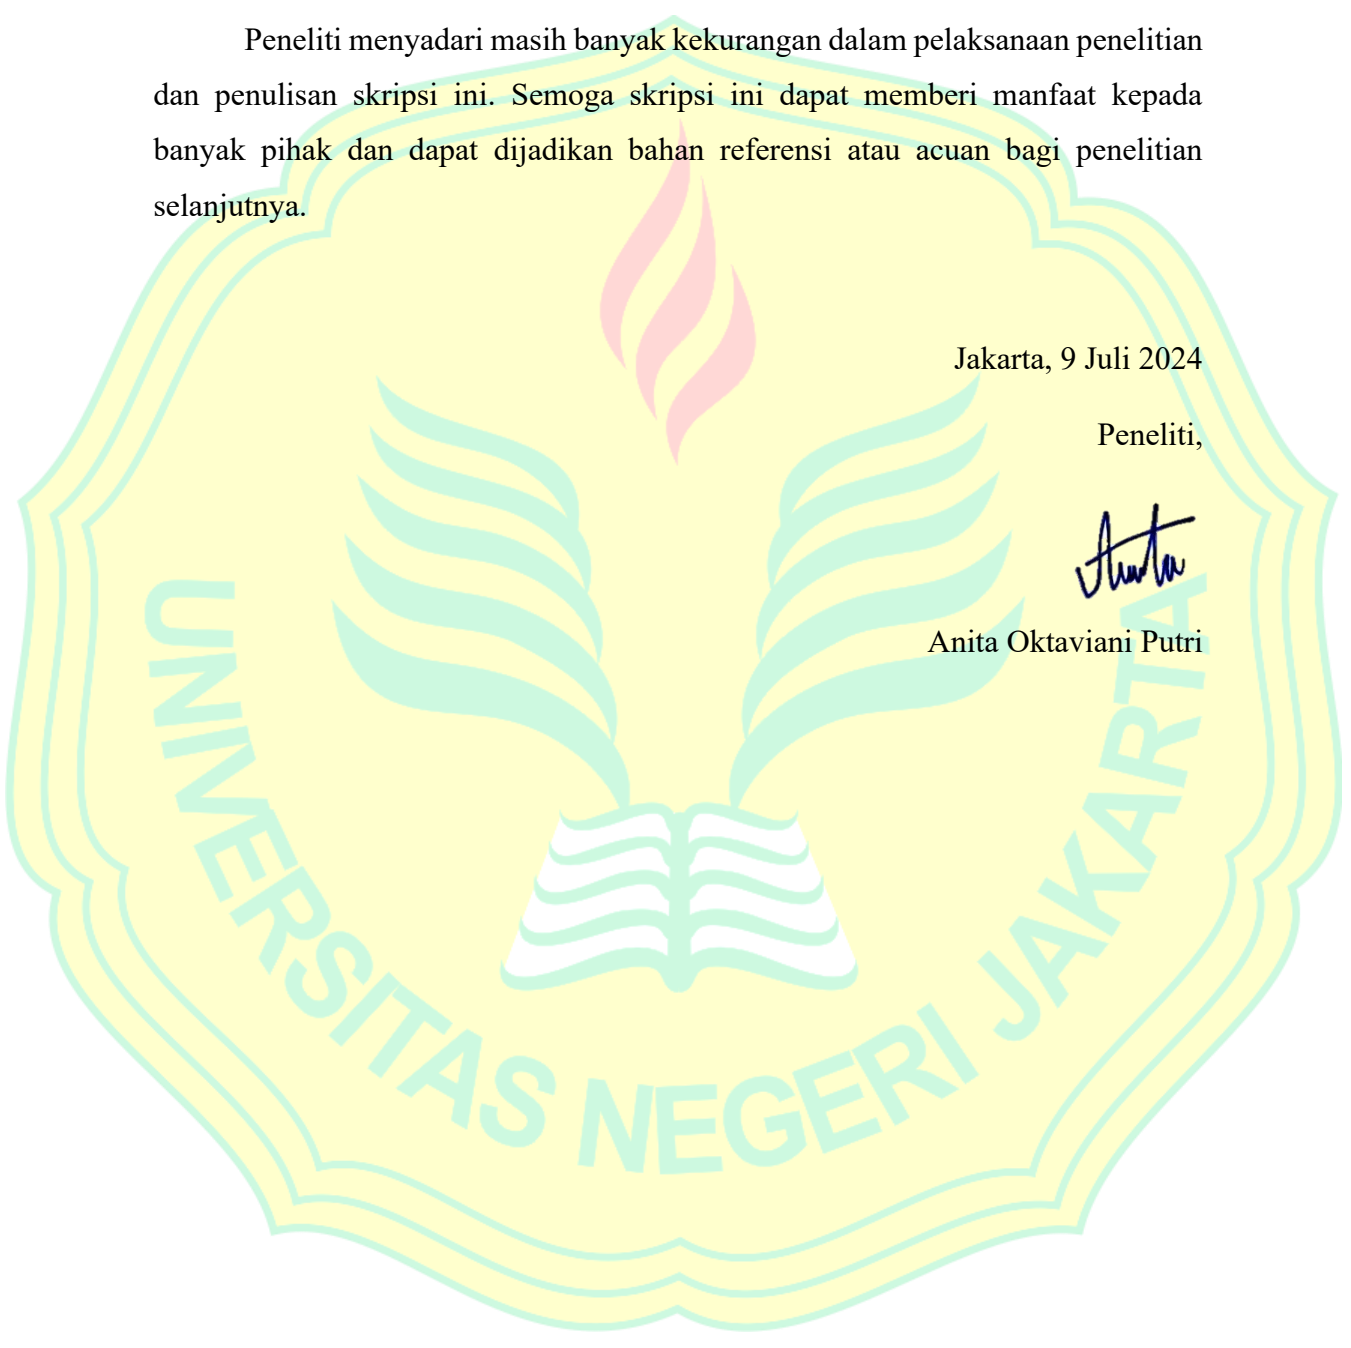 Peneliti menyadari masih banyak kekurangan dalam pelaksanaan penelitian
dan penulisan skripsi ini. Semoga skripsi ini dapat memberi manfaat kepada
banyak pihak dan dapat dijadikan bahan referensi atau acuan bagi penelitian
selanjutnya.
Jakarta, 9 Juli 2024
Peneliti,
Anita
Anita Oktaviani Putri
UNIVERSITAS NEGERI JAKARTA